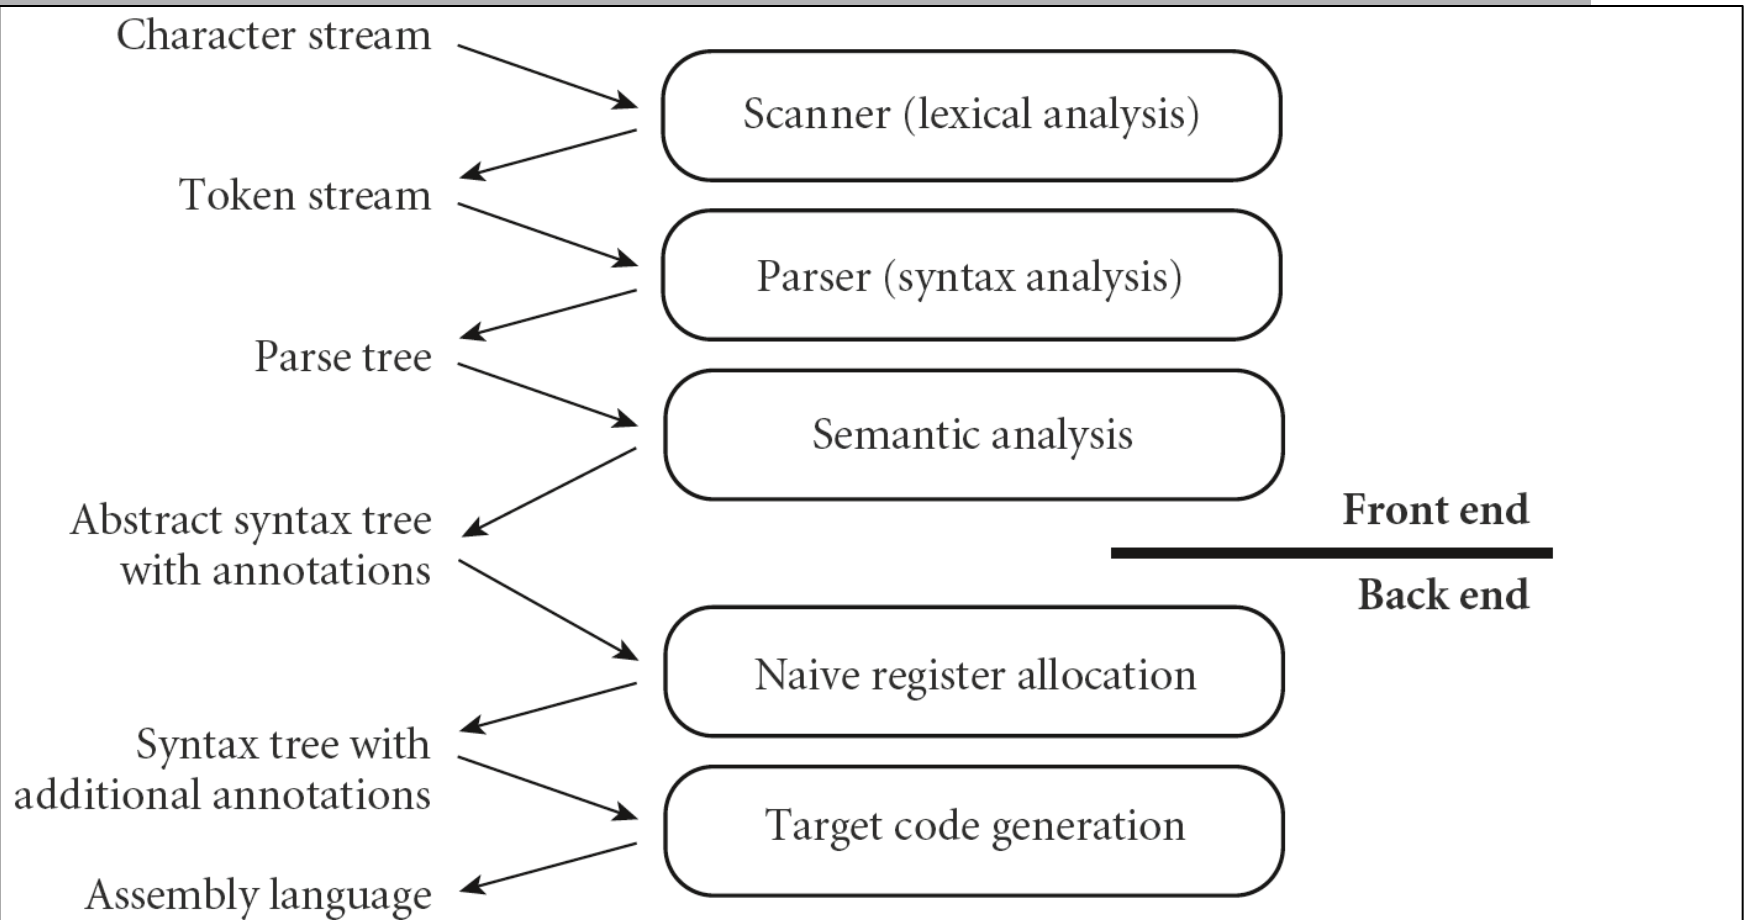 Character stream
Scanner (lexical analysis)
Token stream
Parser (syntax analysis)
Parse tree
Semantic analysis
Abstract syntax tree
with annotations
Front end
Back end
Naive register allocation
Syntax tree with
additional annotations
Target code generation
Assembly language